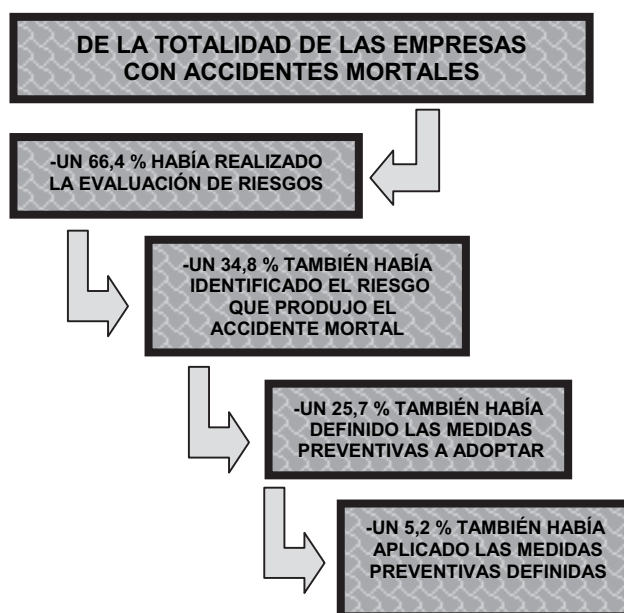 DE LA TOTALIDAD DE LAS EMPRESAS
CON ACCIDENTES MORTALES
-UN 66,4 % HABÍA REALIZADO
LA EVALUACIÓN DE RIESGOS
-UN 34,8 % TAMBIÉN HABÍA
IDENTIFICADO EL RIESGO
QUE PRODUJO EL
ACCIDENTE MORTAL
-UN 25,7 % TAMBIÉN HABÍA
DEFINIDO LAS MEDIDAS
PREVENTIVAS A ADOPTAR
-UN 5,2 % TAMBIÉN HABÍA
APLICADO LAS MEDIDAS
PREVENTIVAS DEFINIDAS